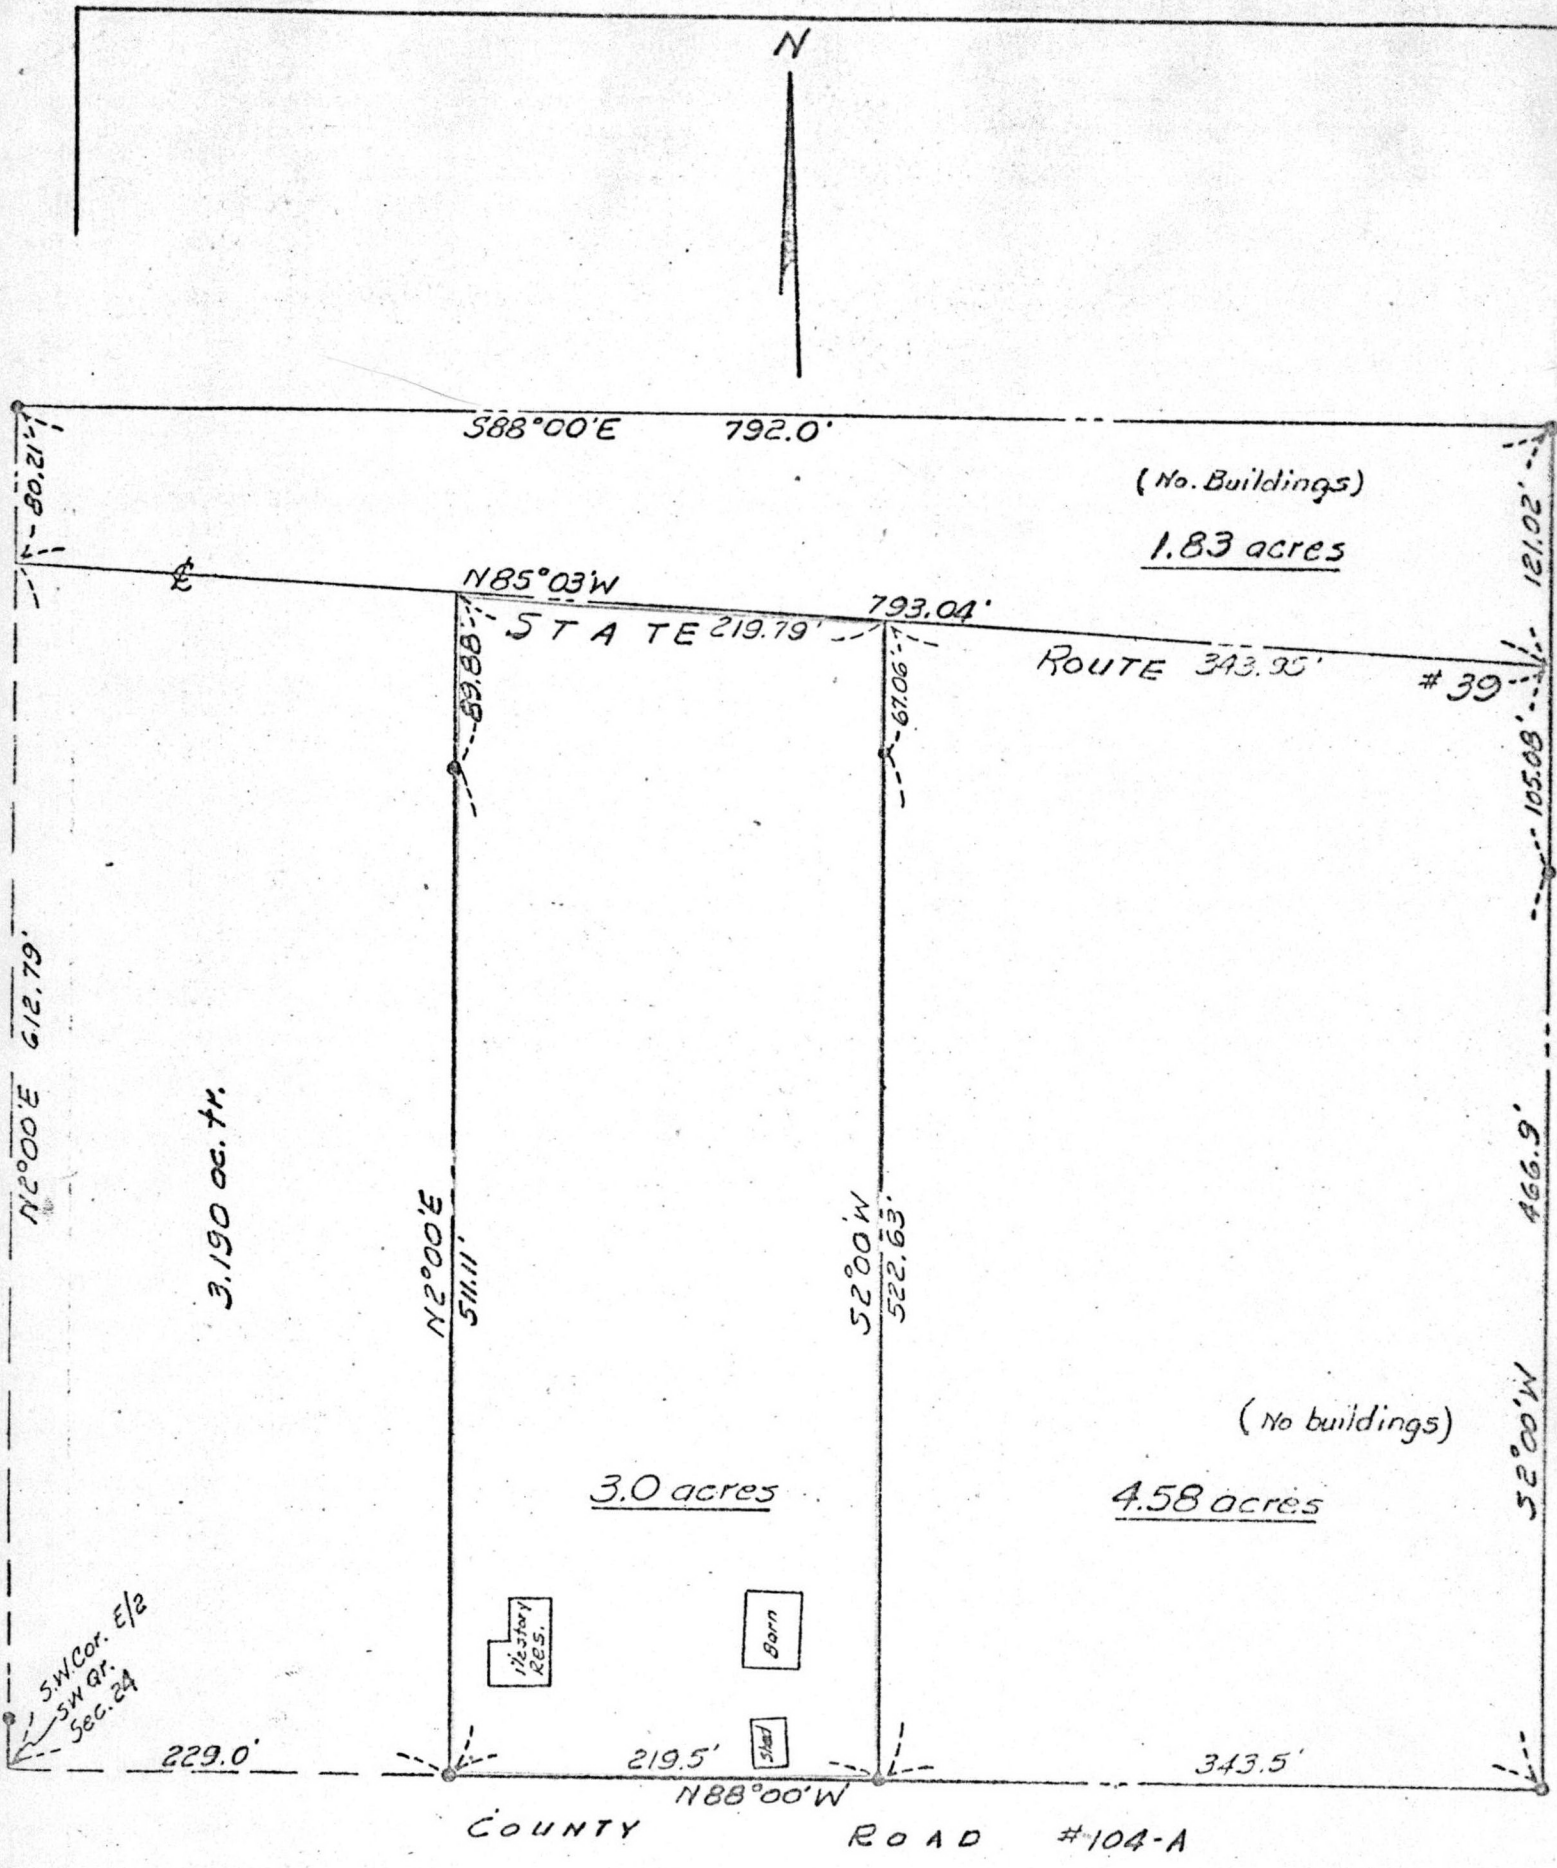 N
S88°00'E 792.0'
80.21'
(No. Buildings)
1.83 acres
121.02'
℄
N85°03'W 793.04'
STATE 219.79' ROUTE 343.95' #39
89.88'
67.06'
105.08'
N2°00'E 612.79'
3.190 ac. tr.
N2°00'E
511.11'
S2°00'W
522.63'
466.9'
S2°00'W
(No buildings)
3.0 acres
4.58 acres
1½ story
Res.
Barn
Shed
S.W. Cor. E/2
SW Qr.
Sec. 24
229.0' 219.5' 343.5'
N88°00'W
COUNTY ROAD #104-A